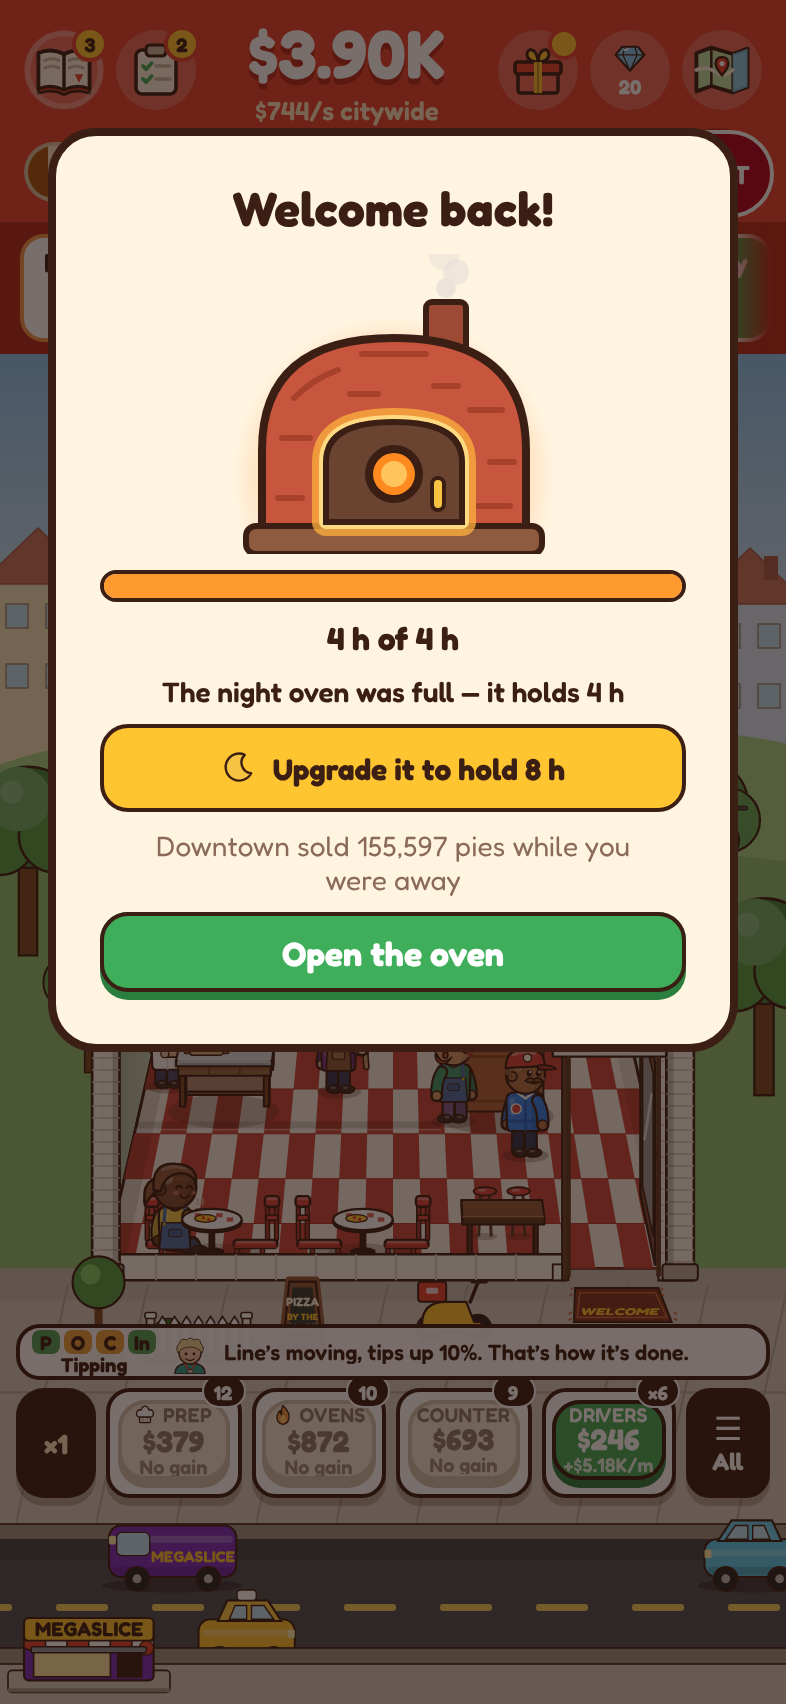 3
2
$3.90K
$744/s citywide
20
Welcome back!
4 h of 4 h
The night oven was full – it holds 4 h
Upgrade it to hold 8 h
Downtown sold 155,597 pies while you
were away
Open the oven
PIZZA
BY THE
WELCOME
P O C In
Tipping
Line's moving, tips up 10%. That's how it's done.
x1
12
PREP
$379
No gain
10
OVENS
$872
No gain
9
COUNTER
$693
No gain
x6
DRIVERS
$246
+$5.18K/m
All
MEGASLICE
MEGASLICE